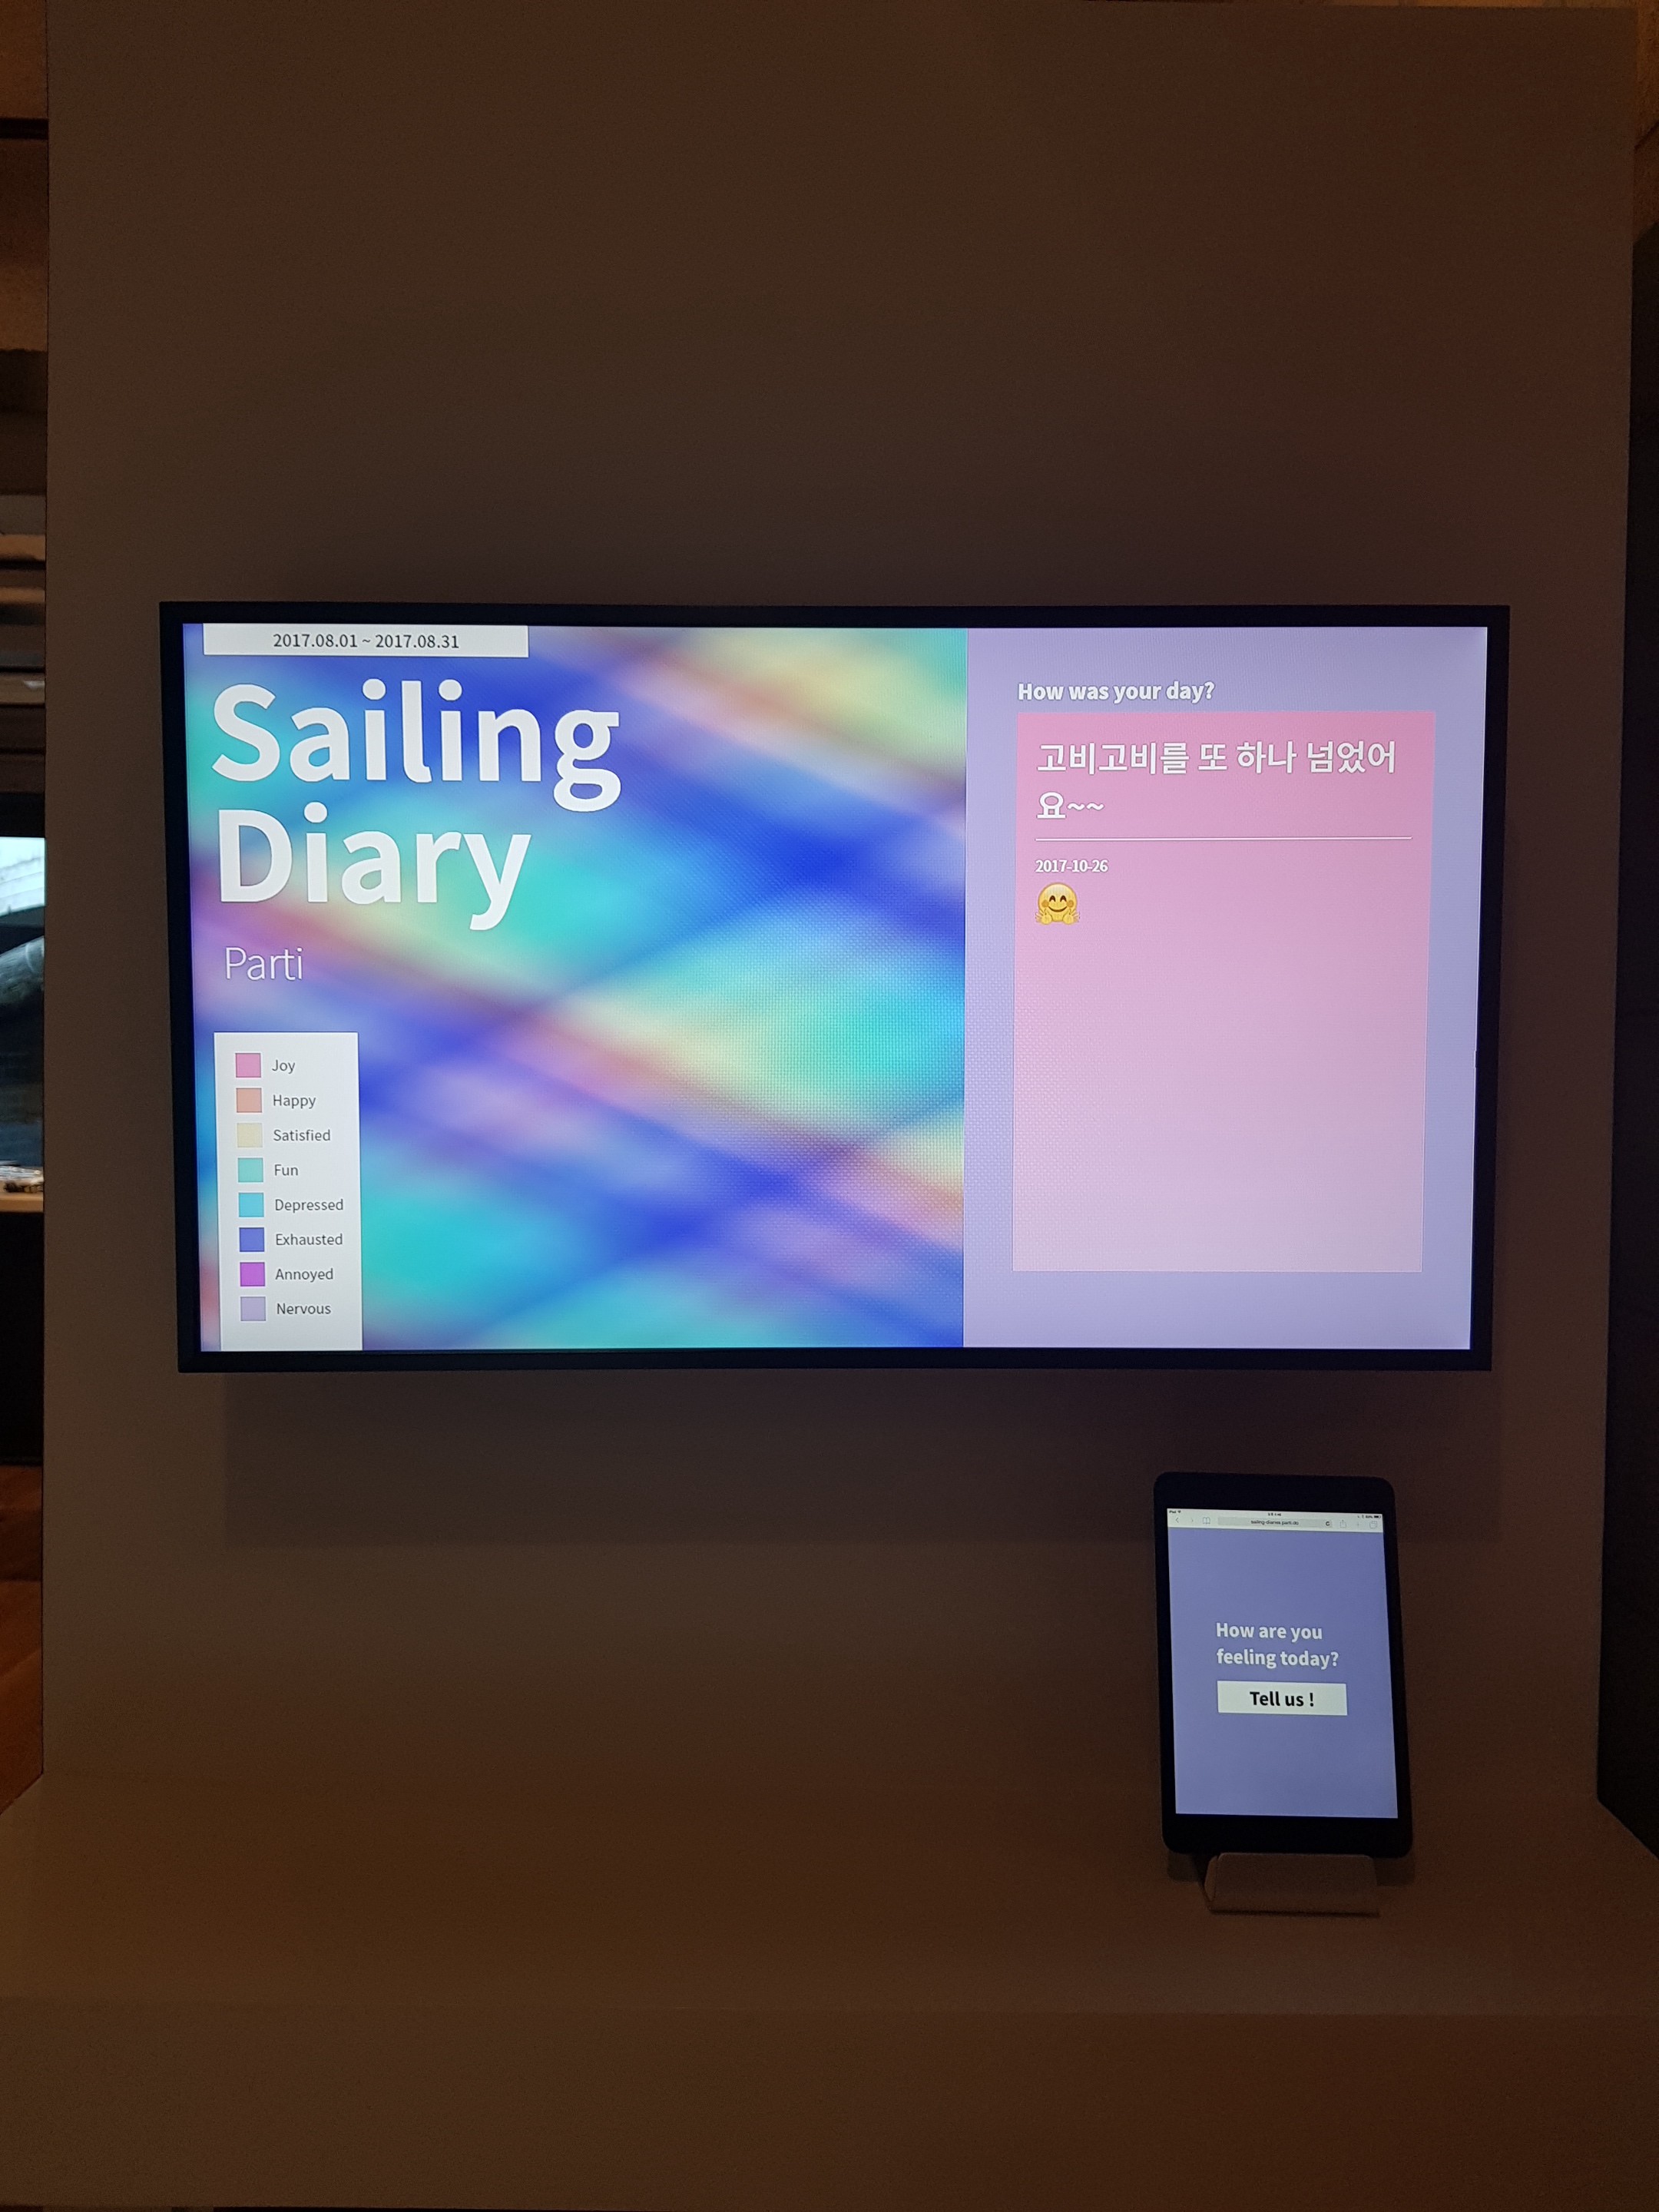 2017.08.01 ~ 2017.08.31
Sailing
Diary
Parti
Joy
Happy
Satisfied
Fun
Depressed
Exhausted
Annoyed
Nervous
How was your day?
고비고비를 또 하나 넘었어
요~~
2017-10-26
How are you
feeling today?
Tell us !